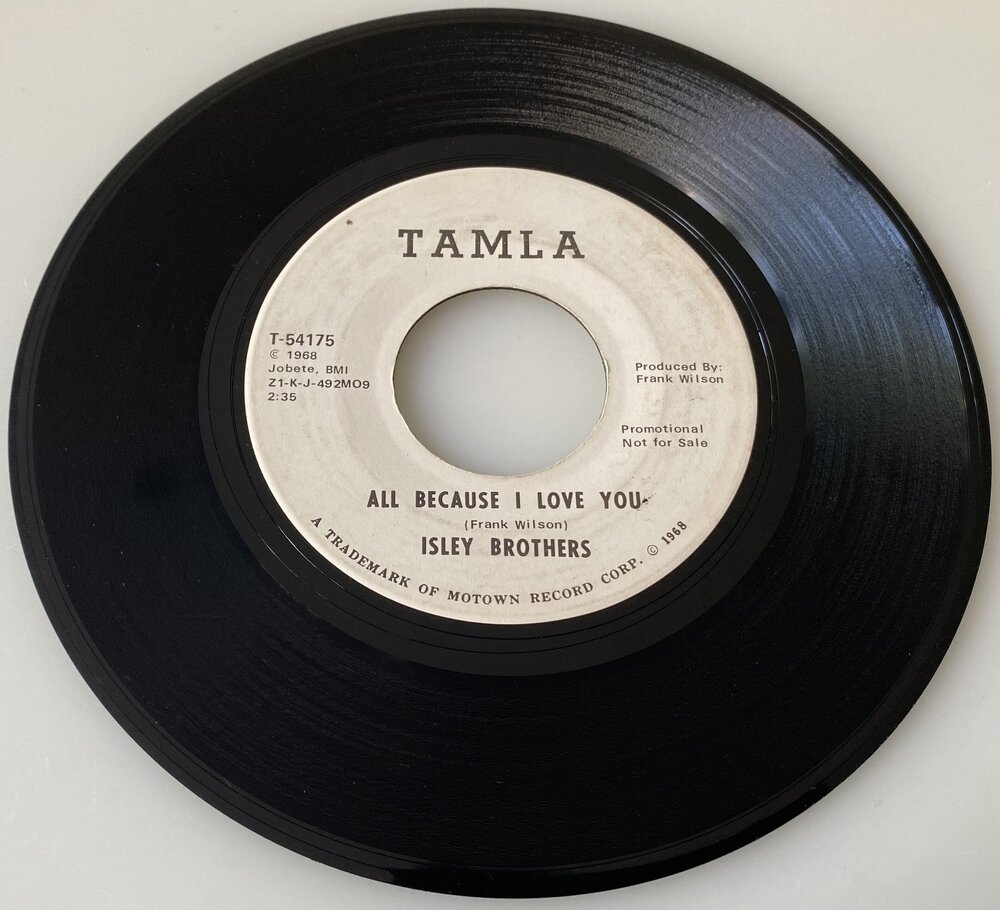 TAMLA
T-54175
© 1968
Jobete, BMI
Z1-K-J-492MO9
2:35
Produced By:
Frank Wilson
Promotional
Not for Sale
ALL BECAUSE I LOVE YOU
(Frank Wilson)
ISLEY BROTHERS
A TRADEMARK OF MOTOWN RECORD CORP. © 1968